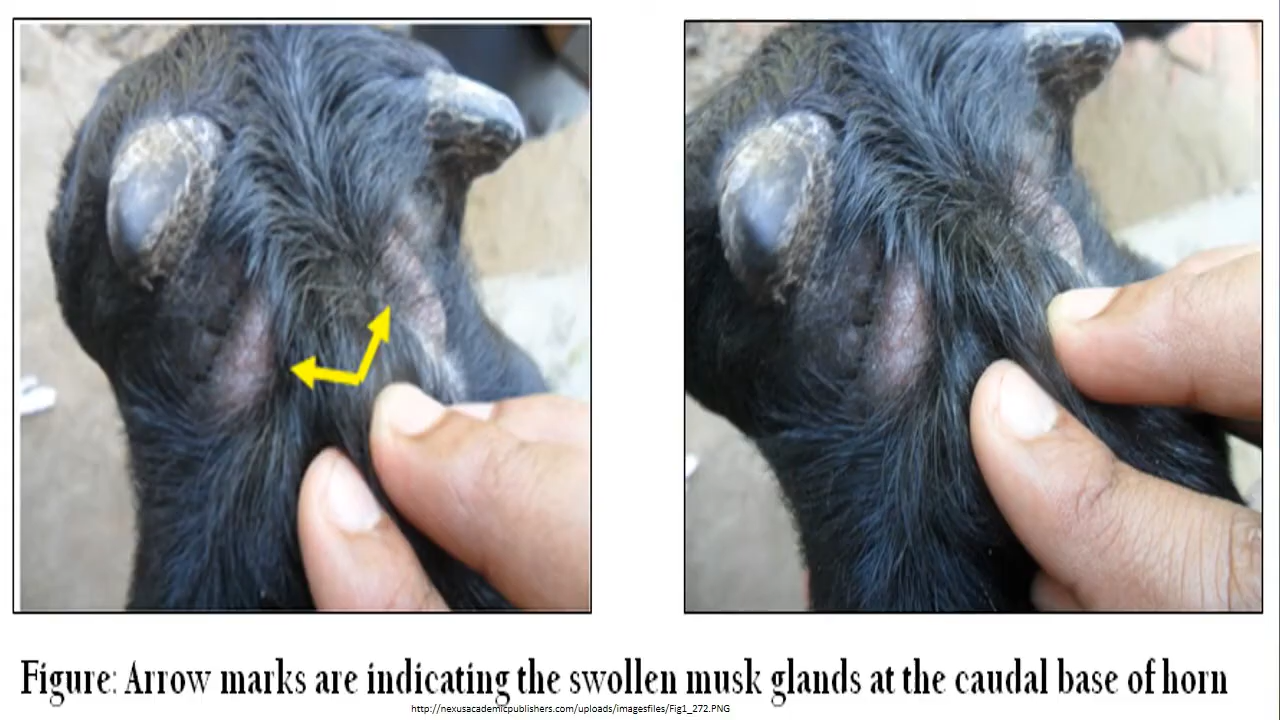 Figure: Arrow marks are indicating the swollen musk glands at the caudal base of horn
http://nexusacademicpublishers.com/uploads/imagesfiles/Fig1_272.PNG